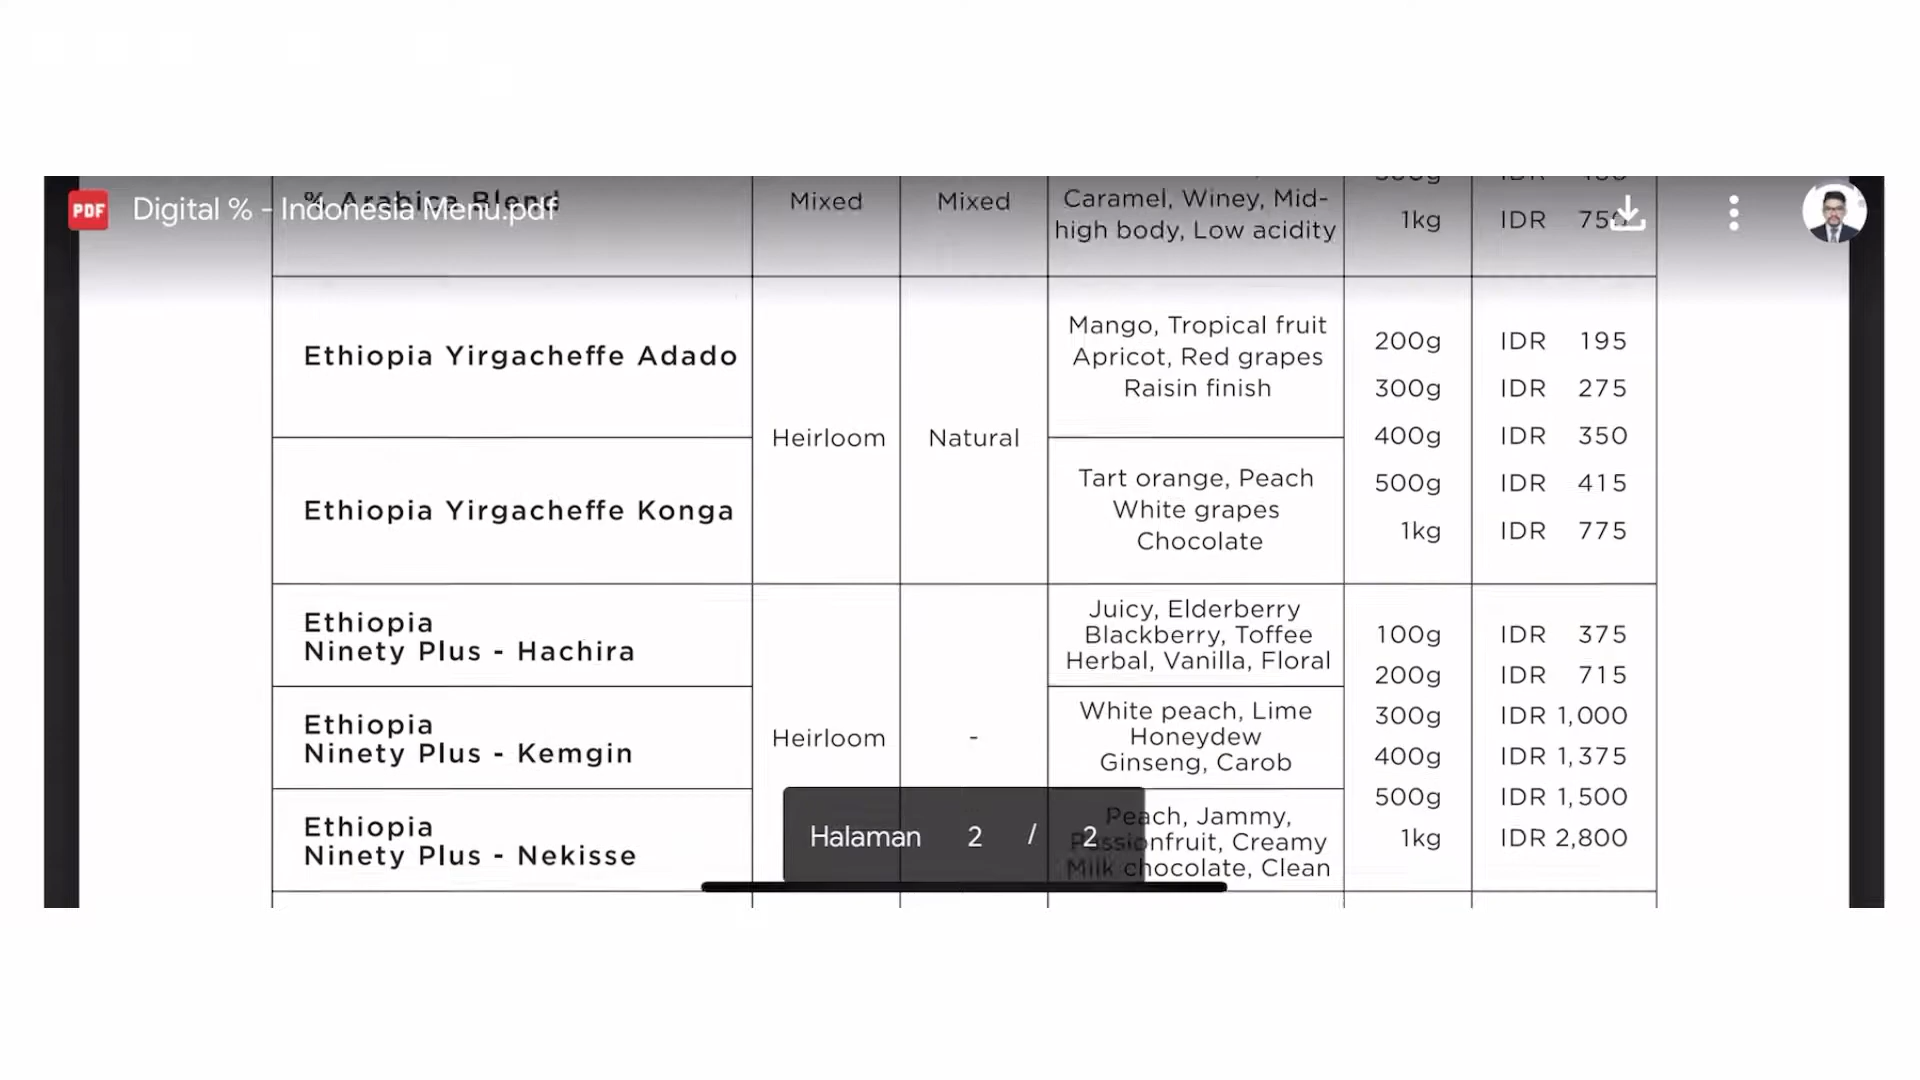 PDF Digital % - Indonesia Menu.pdf
% Arabica Blend
Mixed
Mixed
Caramel, Winey, Mid-
high body, Low acidity
1kg IDR 750
Ethiopia Yirgacheffe Adado
Heirloom
Natural
Mango, Tropical fruit
Apricot, Red grapes
Raisin finish
Ethiopia Yirgacheffe Konga
Tart orange, Peach
White grapes
Chocolate
200g IDR 195
300g IDR 275
400g IDR 350
500g IDR 415
1kg IDR 775
Ethiopia
Ninety Plus - Hachira
Heirloom
-
Juicy, Elderberry
Blackberry, Toffee
Herbal, Vanilla, Floral
Ethiopia
Ninety Plus - Kemgin
White peach, Lime
Honeydew
Ginseng, Carob
Ethiopia
Ninety Plus - Nekisse
Peach, Jammy,
Passionfruit, Creamy
Milk chocolate, Clean
100g IDR 375
200g IDR 715
300g IDR 1,000
400g IDR 1,375
500g IDR 1,500
1kg IDR 2,800
Halaman 2 / 2